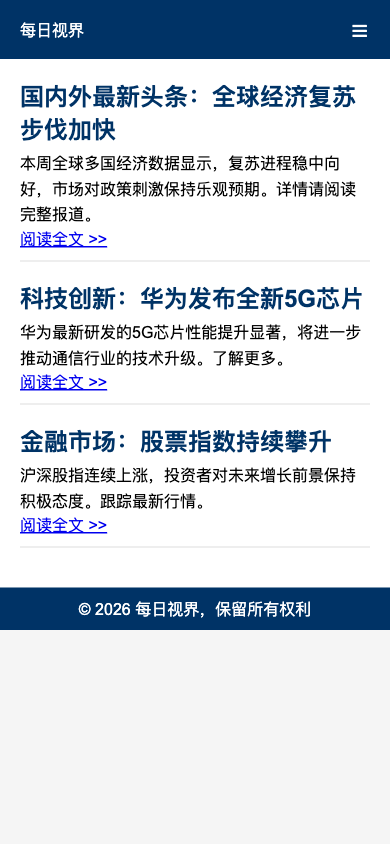 每日视界
国内外最新头条：全球经济复苏
步伐加快
本周全球多国经济数据显示，复苏进程稳中向
好，市场对政策刺激保持乐观预期。详情请阅读
完整报道。
阅读全文 >>
科技创新：华为发布全新5G芯片
华为最新研发的5G芯片性能提升显著，将进一步
推动通信行业的技术升级。了解更多。
阅读全文 >>
金融市场：股票指数持续攀升
沪深股指连续上涨，投资者对未来增长前景保持
积极态度。跟踪最新行情。
阅读全文 >>
© 2026 每日视界，保留所有权利